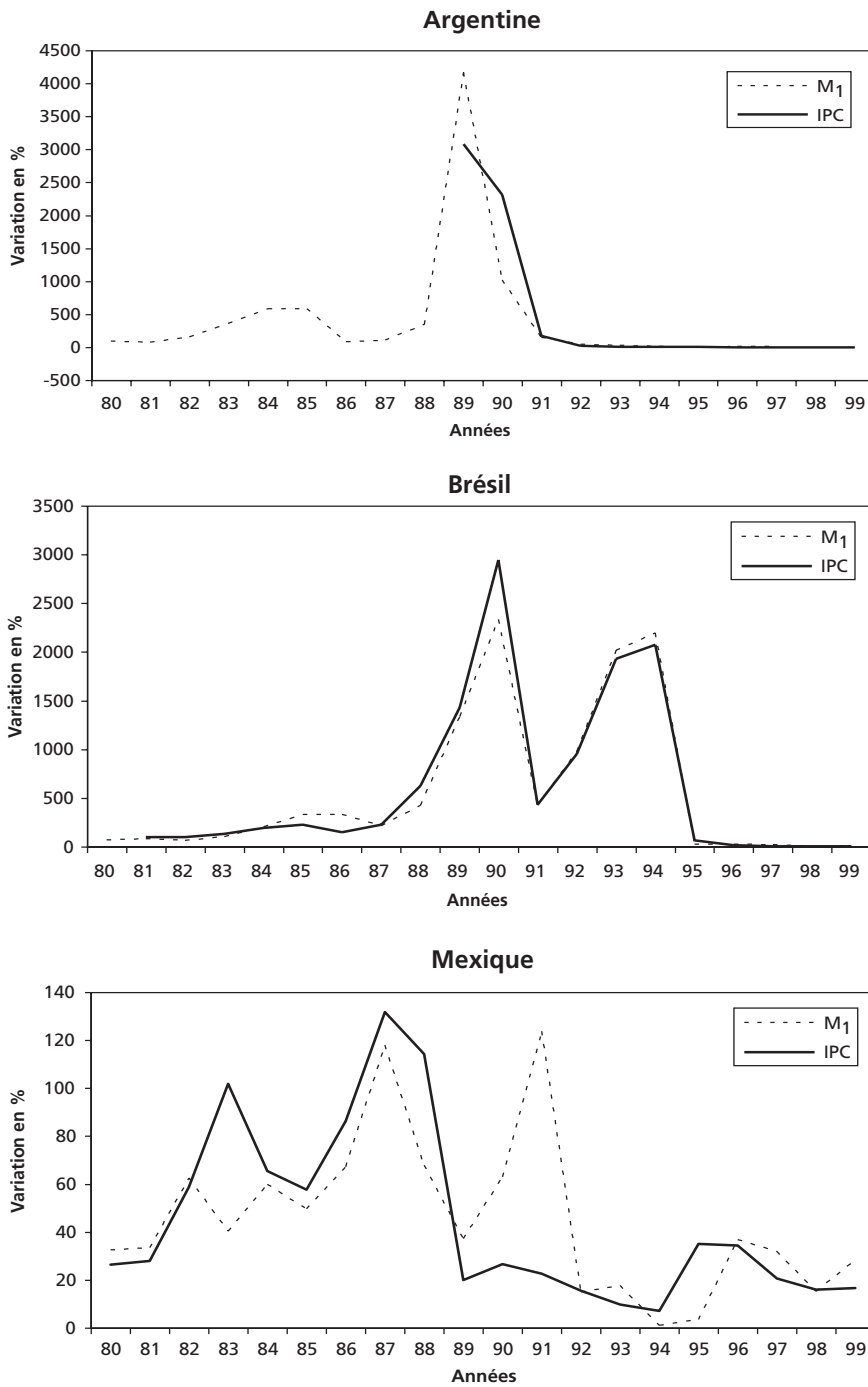 Argentine
4500
4000
3500
3000
2500
2000
1500
1000
500
0
-500
Variation en %
M1
IPC
80 81 82 83 84 85 86 87 88 89 90 91 92 93 94 95 96 97 98 99
Années
Brésil
3500
3000
2500
2000
1500
1000
500
0
Variation en %
M1
IPC
80 81 82 83 84 85 86 87 88 89 90 91 92 93 94 95 96 97 98 99
Années
Mexique
140
120
100
80
60
40
20
0
Variation en %
M1
IPC
80 81 82 83 84 85 86 87 88 89 90 91 92 93 94 95 96 97 98 99
Années